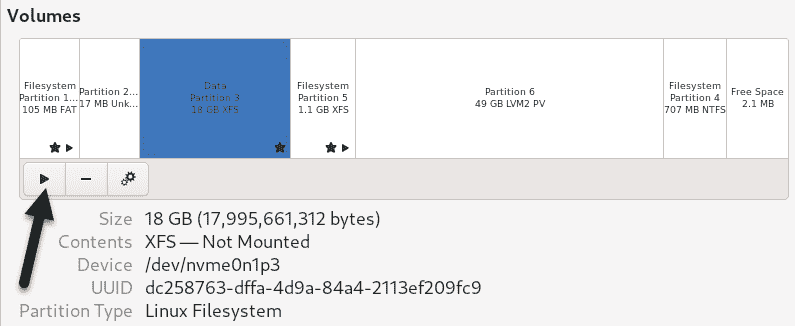 Volumes
Filesystem
Partition 1...
105 MB FAT
Partition 2...
17 MB Unk...
Data
Partition 3
18 GB XFS
Filesystem
Partition 5
1.1 GB XFS
Partition 6
49 GB LVM2 PV
Filesystem
Partition 4
707 MB NTFS
Free Space
2.1 MB
Size 18 GB (17,995,661,312 bytes)
Contents XFS — Not Mounted
Device /dev/nvme0n1p3
UUID dc258763-dffa-4d9a-84a4-2113ef209fc9
Partition Type Linux Filesystem